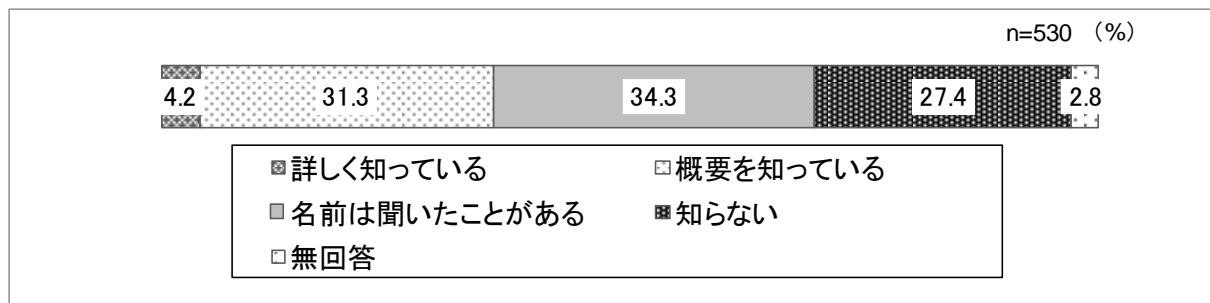 n=530 （%）
4.2 31.3 34.3 27.4 2.8
詳しく知っている 概要を知っている
名前は聞いたことがある 知らない
無回答